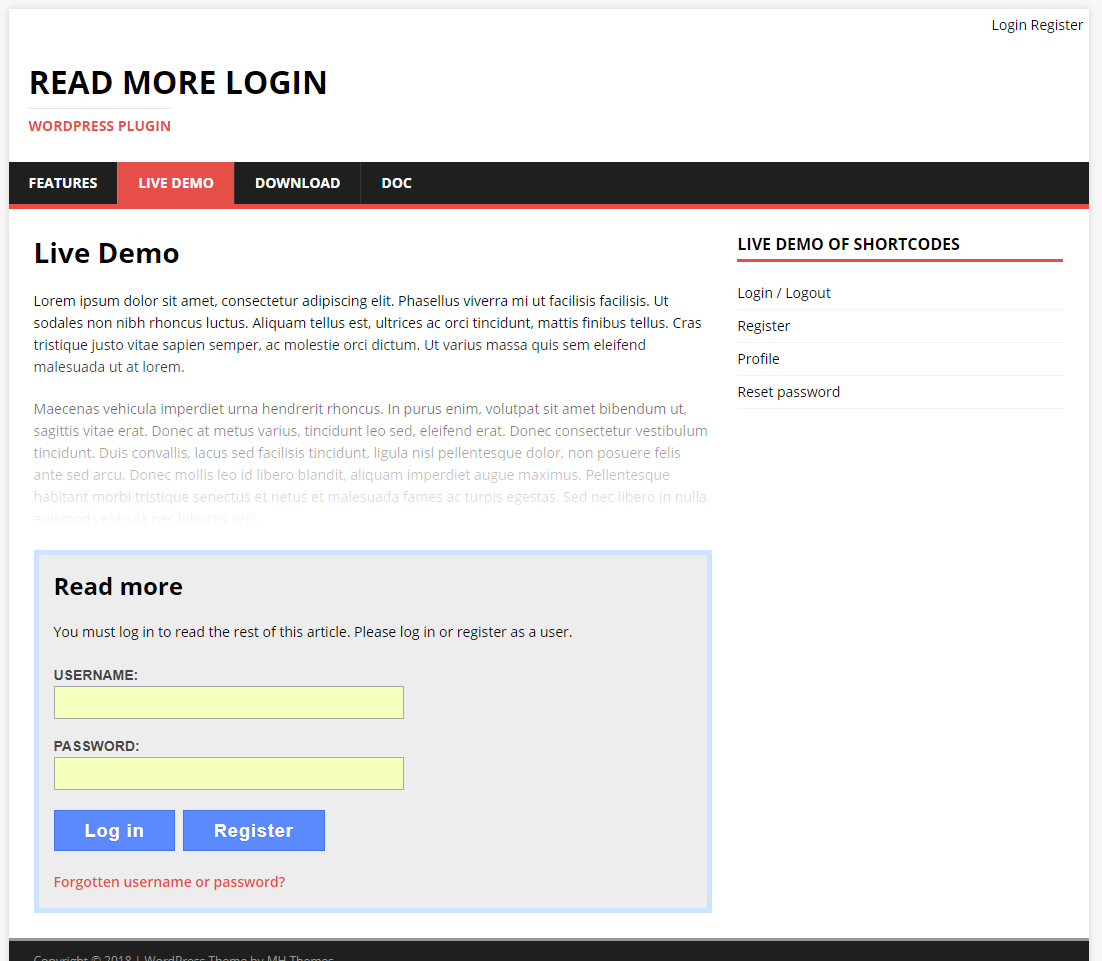 Login Register
READ MORE LOGIN
WORDPRESS PLUGIN
FEATURES LIVE DEMO DOWNLOAD DOC
Live Demo
Lorem ipsum dolor sit amet, consectetur adipiscing elit. Phasellus viverra mi ut facilisis facilisis. Ut
sodales non nibh rhoncus luctus. Aliquam tellus est, ultrices ac orci tincidunt, mattis finibus tellus. Cras
tristique justo vitae sapien semper, ac molestie orci dictum. Ut varius massa quis sem eleifend
malesuada ut at lorem.
Maecenas vehicula imperdiet urna hendrerit rhoncus. In purus enim, volutpat sit amet bibendum ut,
sagittis vitae erat. Donec at metus varius, tincidunt leo sed, eleifend erat. Donec consectetur vestibulum
tincidunt. Duis convallis, lacus sed facilisis tincidunt, ligula nisl pellentesque dolor, non posuere felis
ante sed arcu. Donec mollis leo id libero blandit, aliquam imperdiet augue maximus. Pellentesque
habitant morbi tristique senectus et netus et malesuada fames ac turpis egestas. Sed nec libero in nulla
euismod vehicula nec lobortis orci.
Read more
You must log in to read the rest of this article. Please log in or register as a user.
USERNAME:
PASSWORD:
Log in Register
Forgotten username or password?
LIVE DEMO OF SHORTCODES
Login / Logout
Register
Profile
Reset password
Copyright © 2018 | WordPress Theme by MH Themes